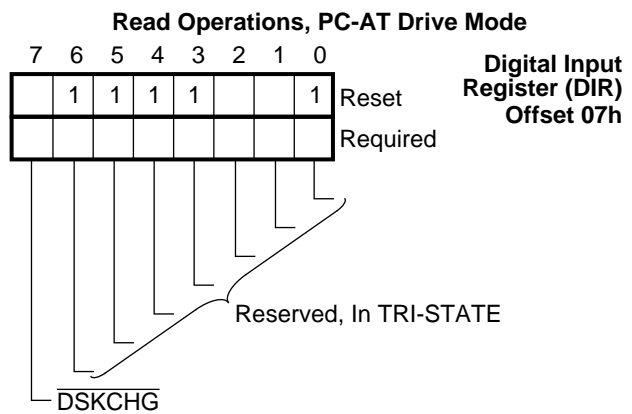 Read Operations, PC-AT Drive Mode
7 6 5 4 3 2 1 0
Digital Input
Register (DIR)
Offset 07h
1 1 1 1 1 Reset
Required
Reserved, In TRI-STATE
DSKCHG